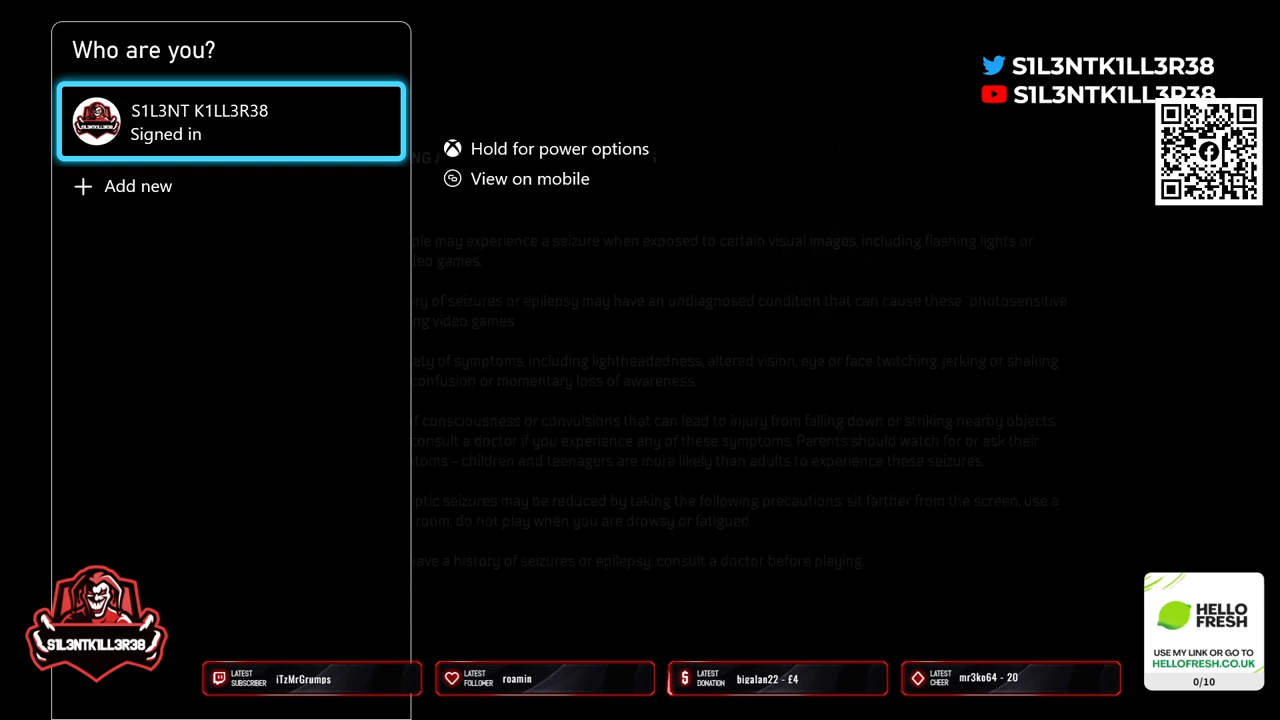 Who are you?
S1L3NT K1LL3R38
Signed in
Add new
Hold for power options
View on mobile
S1L3NTK1LL3R38
S1L3NTK1LL3R38
ple may experience a seizure when exposed to certain visual images, including flashing lights or
deo games.
ry of seizures or epilepsy may have an undiagnosed condition that can cause these "photosensitive
ng video games.
ety of symptoms, including lightheadedness, altered vision, eye or face twitching, jerking or shaking
confusion or momentary loss of awareness.
f consciousness or convulsions that can lead to injury from falling down or striking nearby objects.
consult a doctor if you experience any of these symptoms. Parents should watch for or ask their
ptoms – children and teenagers are more likely than adults to experience these seizures.
eptic seizures may be reduced by taking the following precautions: sit farther from the screen, use a
room, do not play when you are drowsy or fatigued.
have a history of seizures or epilepsy, consult a doctor before playing.
S1L3NTK1LL3R38
LATEST
SUBSCRIBER
iTzMrGrumps
LATEST
FOLLOWER
roamin
LATEST
DONATION
bigalan22 - £4
LATEST
CHEER
mr3ko64 - 20
HELLO
FRESH
USE MY LINK OR GO TO
HELLOFRESH.CO.UK
0/10